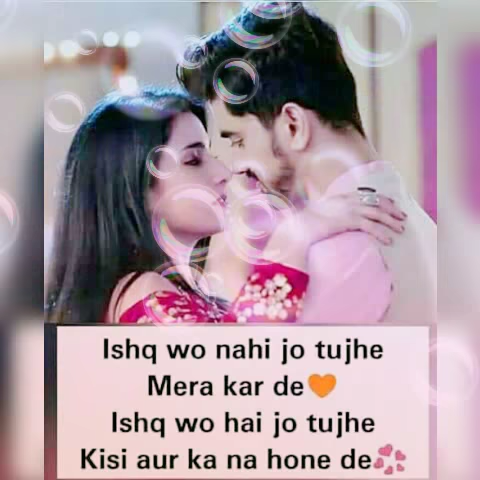 Ishq wo nahi jo tujhe
Mera kar de🧡
Ishq wo hai jo tujhe
Kisi aur ka na hone de💞